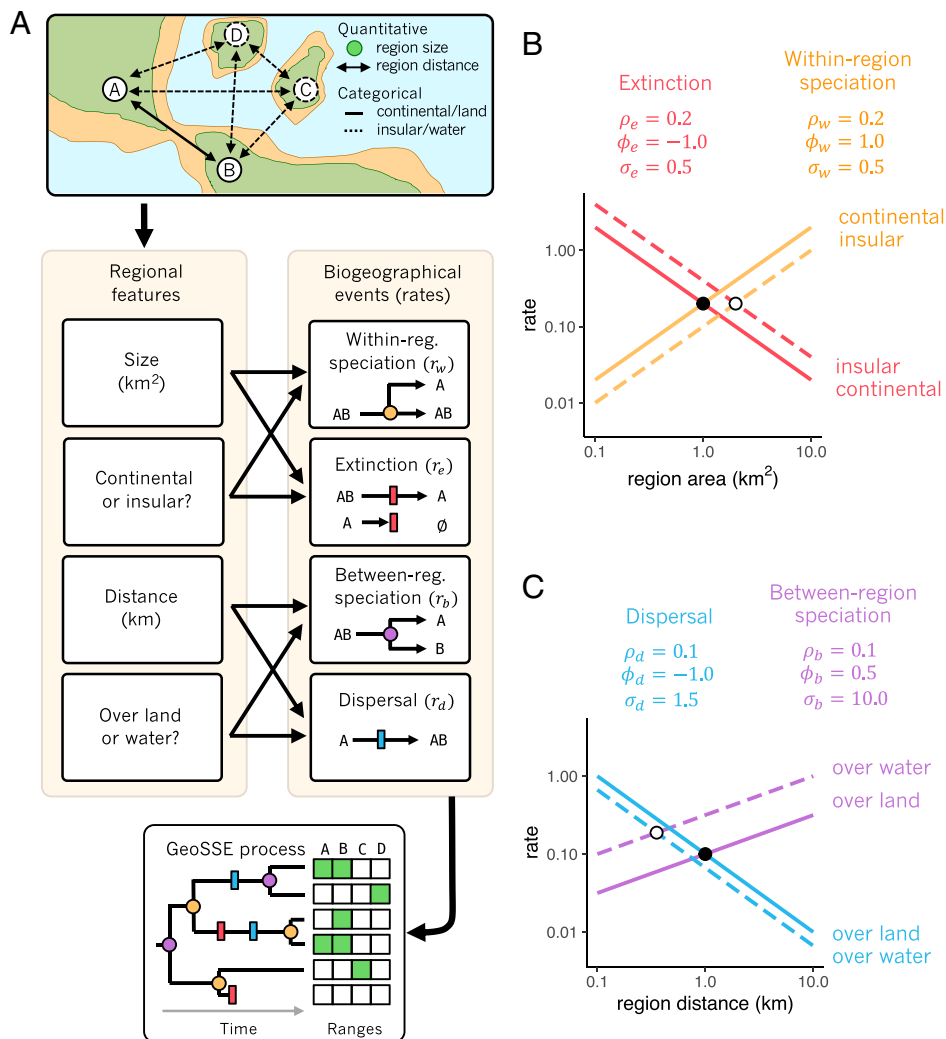 A
D
A
C
B
Quantitative
region size
region distance
Categorical
continental/land
insular/water
Regional
features
Size
(km²)
Continental
or insular?
Distance
(km)
Over land
or water?
Biogeographical
events (rates)
Within-reg.
speciation (r_w)
A
AB AB
Extinction (r_e)
AB A
A ∅
Between-reg.
speciation (r_b)
A
AB
B
Dispersal (r_d)
A AB
GeoSSE process A B C D
Time Ranges
B
Extinction
ρ_e = 0.2
ϕ_e = −1.0
σ_e = 0.5
Within-region
speciation
ρ_w = 0.2
ϕ_w = 1.0
σ_w = 0.5
rate
1.00
0.10
0.01
continental
insular
insular
continental
0.1 1.0 10.0
region area (km²)
C
Dispersal
ρ_d = 0.1
ϕ_d = −1.0
σ_d = 1.5
Between-region
speciation
ρ_b = 0.1
ϕ_b = 0.5
σ_b = 10.0
rate
1.00
0.10
0.01
over water
over land
over land
over water
0.1 1.0 10.0
region distance (km)